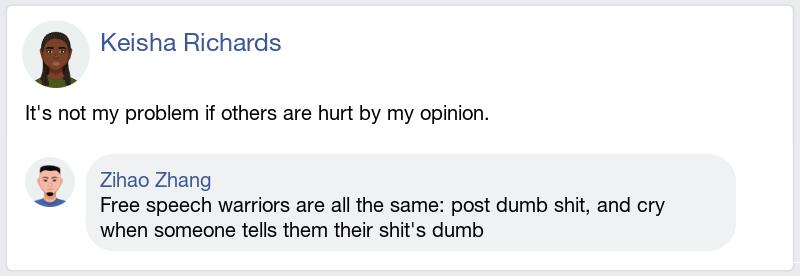 Keisha Richards
It's not my problem if others are hurt by my opinion.
Zihao Zhang
Free speech warriors are all the same: post dumb shit, and cry
when someone tells them their shit's dumb